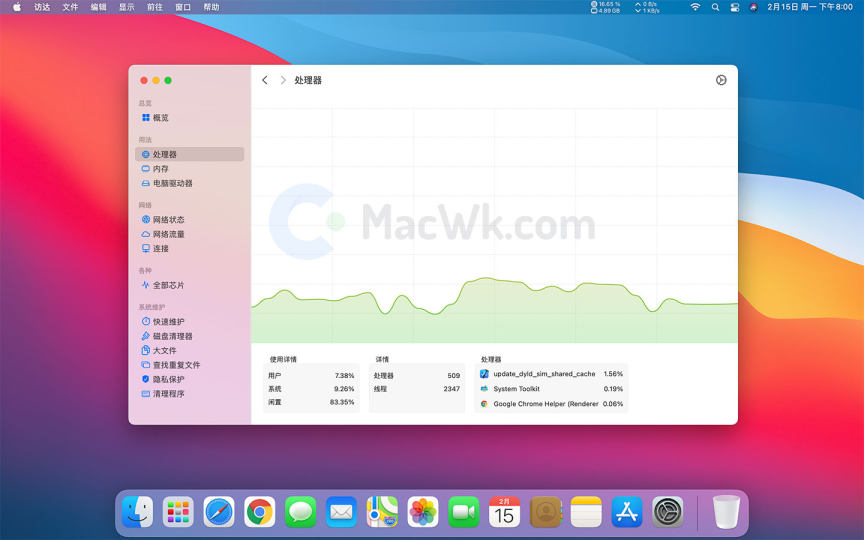 访达 文件 编辑 显示 前往 窗口 帮助
16.65 % 0 B/s
4.89 GB 1 KB/s
2月15日 周一 下午8:00
处理器
总览
概览
用法
处理器
内存
电脑驱动器
网络
网络状态
网络流量
连接
各种
全部芯片
系统维护
快速维护
磁盘清理器
大文件
查找重复文件
隐私保护
清理程序
MacWk.com
使用详情
用户 7.38%
系统 9.26%
闲置 83.35%
详情
处理器 509
线程 2347
处理器
update_dyld_sim_shared_cache 1.56%
System Toolkit 0.19%
Google Chrome Helper (Renderer 0.06%
2月
15